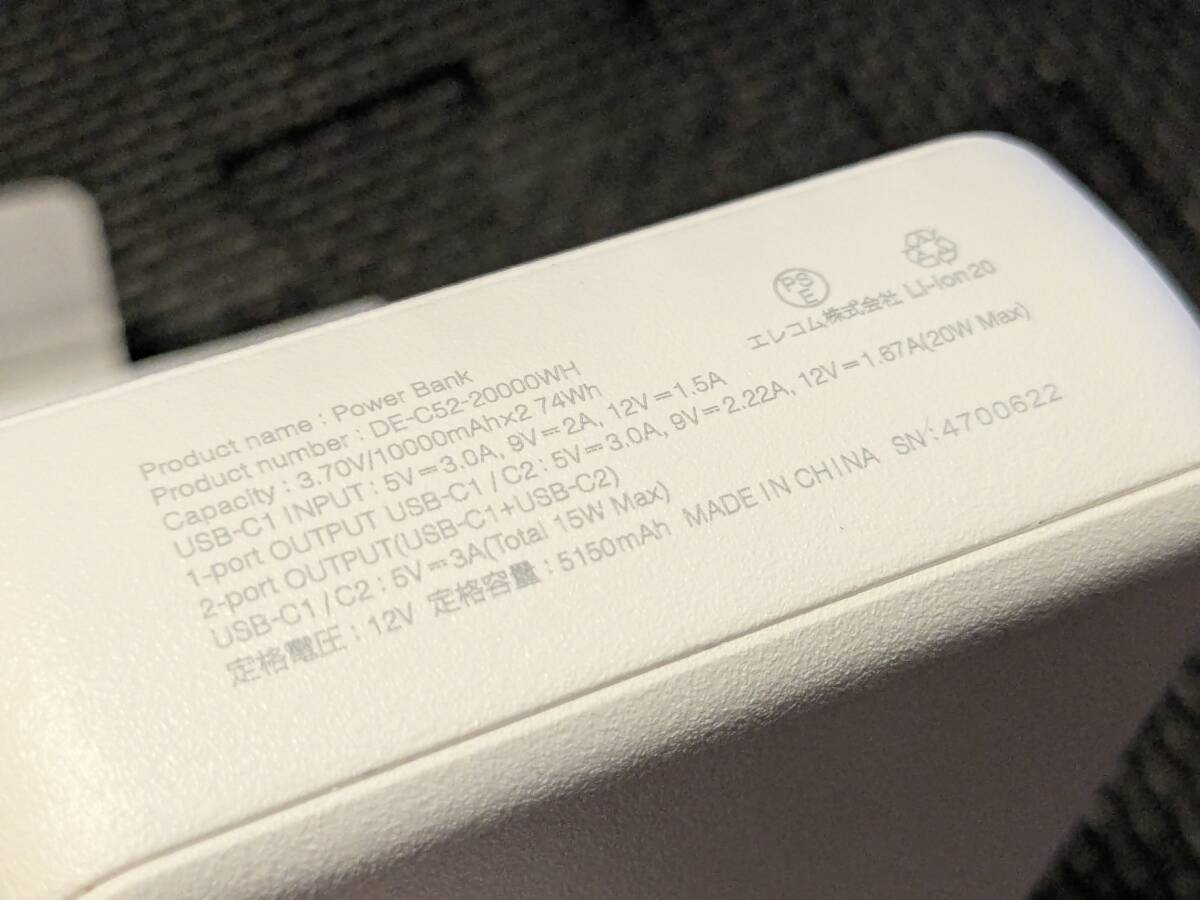 Product name : Power Bank
Product number : DE-C52-20000WH
Capacity : 3.70V/10000mAh×2 74Wh
USB-C1 INPUT : 5V⎓3.0A, 9V⎓2A, 12V⎓1.5A
1-port OUTPUT USB-C1 / C2 : 5V⎓3.0A, 9V⎓2.22A, 12V⎓1.67A(20W Max)
2-port OUTPUT(USB-C1+USB-C2)
USB-C1 / C2 : 5V⎓3A(Total 15W Max)
定格電圧 : 12V 定格容量 : 5150mAh MADE IN CHINA SN : 4700622
PSE
エレコム株式会社 Li-ion20